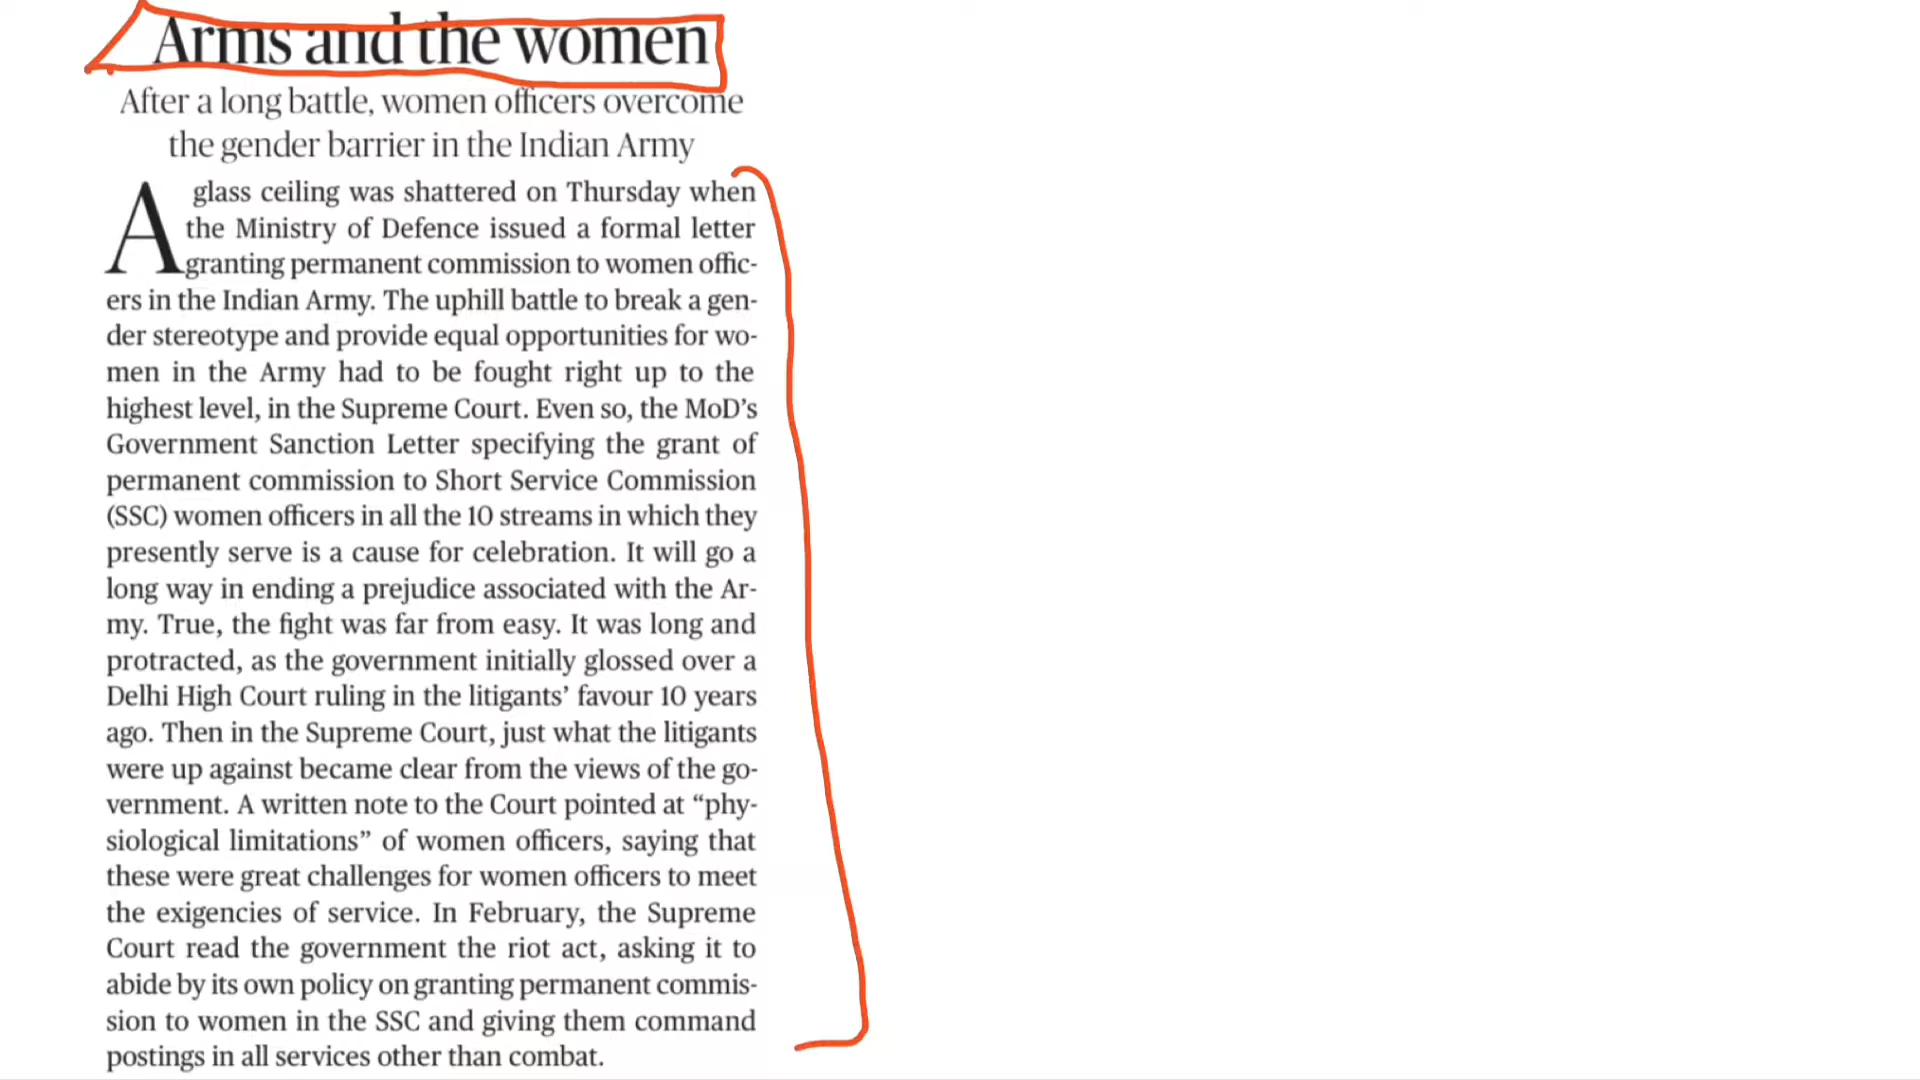 Arms and the women
After a long battle, women officers overcome
the gender barrier in the Indian Army
A glass ceiling was shattered on Thursday when
the Ministry of Defence issued a formal letter
granting permanent commission to women offic-
ers in the Indian Army. The uphill battle to break a gen-
der stereotype and provide equal opportunities for wo-
men in the Army had to be fought right up to the
highest level, in the Supreme Court. Even so, the MoD’s
Government Sanction Letter specifying the grant of
permanent commission to Short Service Commission
(SSC) women officers in all the 10 streams in which they
presently serve is a cause for celebration. It will go a
long way in ending a prejudice associated with the Ar-
my. True, the fight was far from easy. It was long and
protracted, as the government initially glossed over a
Delhi High Court ruling in the litigants’ favour 10 years
ago. Then in the Supreme Court, just what the litigants
were up against became clear from the views of the go-
vernment. A written note to the Court pointed at “phy-
siological limitations” of women officers, saying that
these were great challenges for women officers to meet
the exigencies of service. In February, the Supreme
Court read the government the riot act, asking it to
abide by its own policy on granting permanent commis-
sion to women in the SSC and giving them command
postings in all services other than combat.